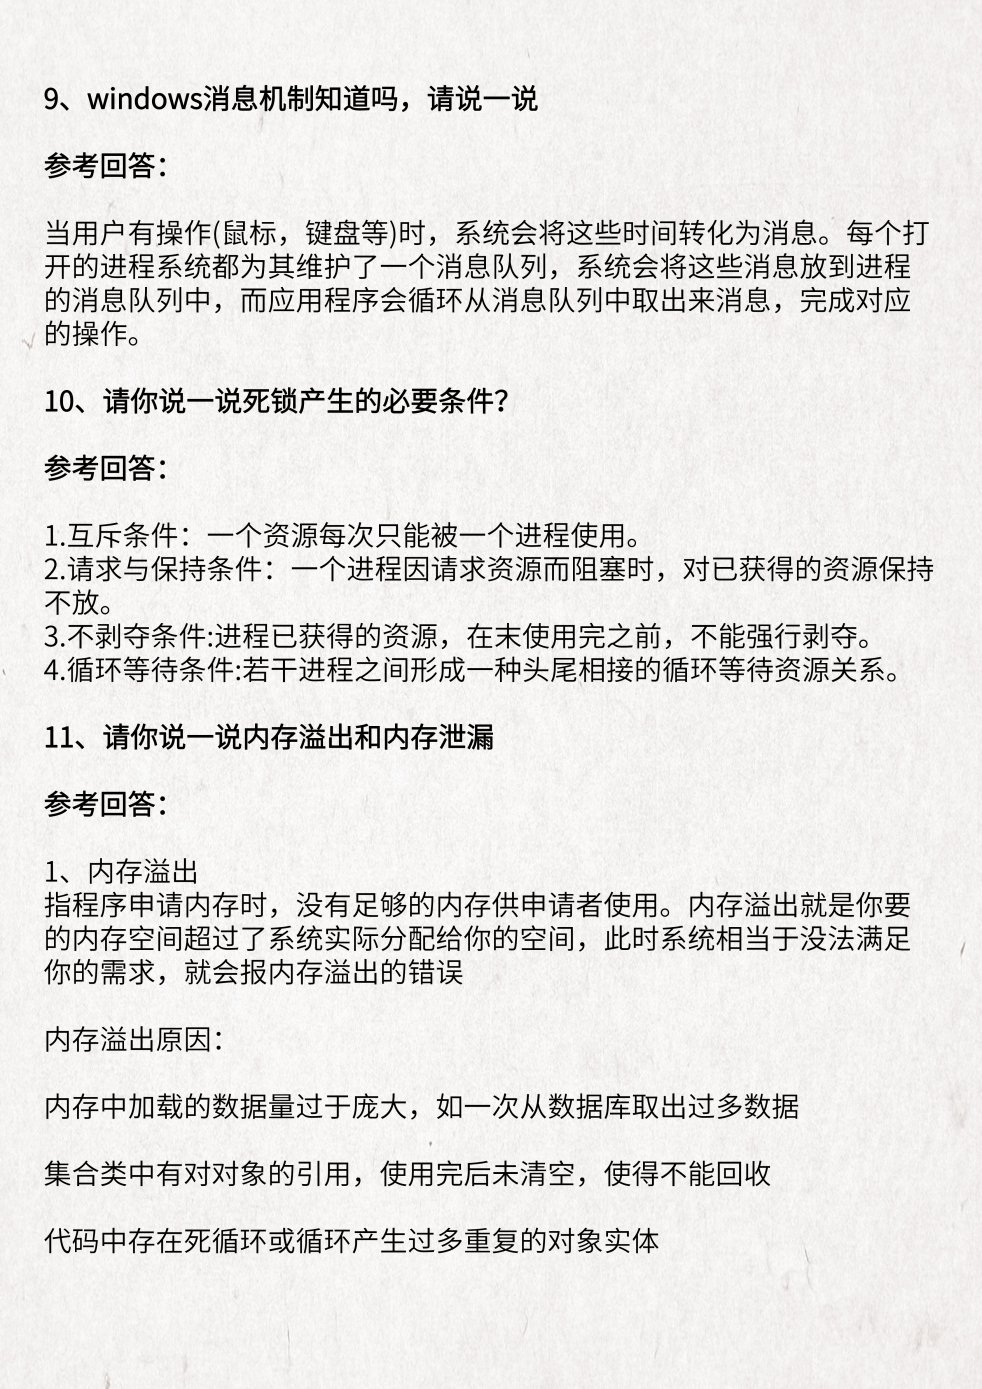 9、windows消息机制知道吗，请说一说
参考回答：
当用户有操作(鼠标，键盘等)时，系统会将这些时间转化为消息。每个打
开的进程系统都为其维护了一个消息队列，系统会将这些消息放到进程
的消息队列中，而应用程序会循环从消息队列中取出来消息，完成对应
的操作。
10、请你说一说死锁产生的必要条件？
参考回答：
1.互斥条件：一个资源每次只能被一个进程使用。
2.请求与保持条件：一个进程因请求资源而阻塞时，对已获得的资源保持
不放。
3.不剥夺条件:进程已获得的资源，在末使用完之前，不能强行剥夺。
4.循环等待条件:若干进程之间形成一种头尾相接的循环等待资源关系。
11、请你说一说内存溢出和内存泄漏
参考回答：
1、内存溢出
指程序申请内存时，没有足够的内存供申请者使用。内存溢出就是你要
的内存空间超过了系统实际分配给你的空间，此时系统相当于没法满足
你的需求，就会报内存溢出的错误
内存溢出原因：
内存中加载的数据量过于庞大，如一次从数据库取出过多数据
集合类中有对对象的引用，使用完后未清空，使得不能回收
代码中存在死循环或循环产生过多重复的对象实体